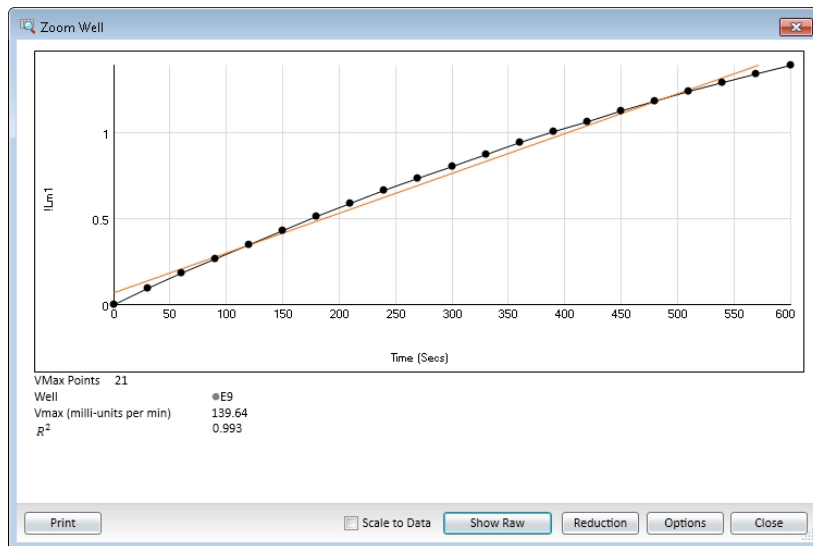 Zoom Well
1
0.5
0
!Lm1
0 50 100 150 200 250 300 350 400 450 500 550 600
Time (Secs)
VMax Points 21
Well E9
Vmax (milli-units per min) 139.64
R² 0.993
Print Scale to Data Show Raw Reduction Options Close